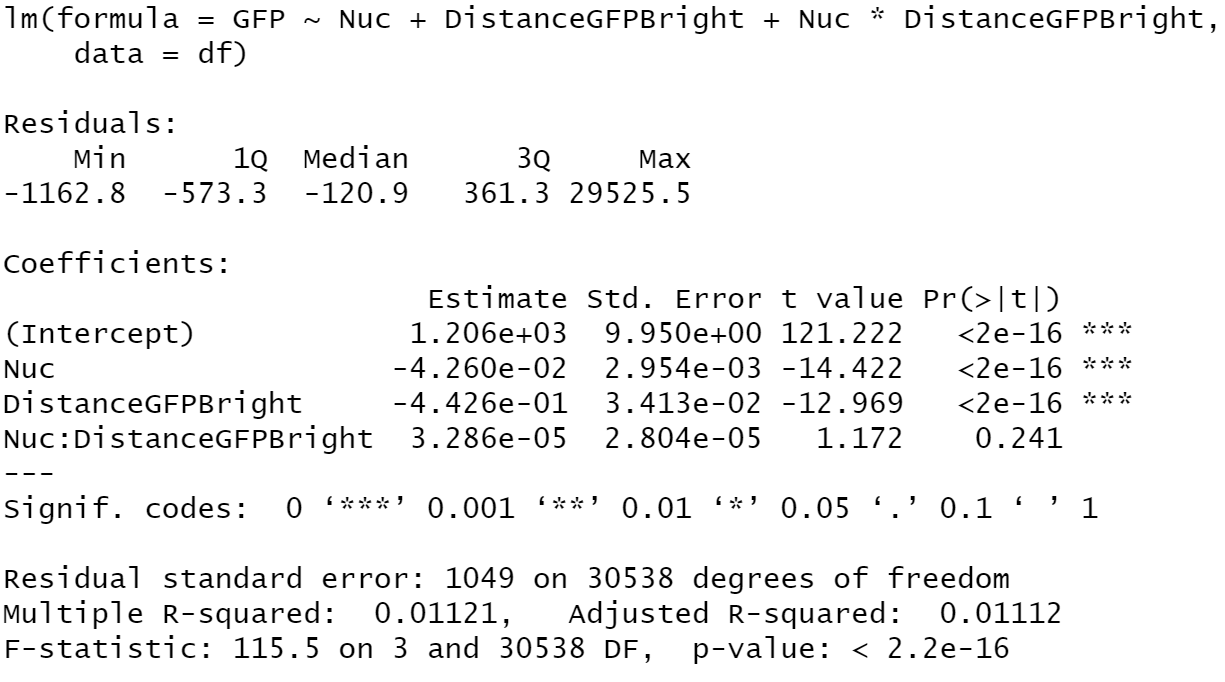 lm(formula = GFP ~ Nuc + DistanceGFPBright + Nuc * DistanceGFPBright,
    data = df)
Residuals:
    Min      1Q  Median      3Q     Max
-1162.8  -573.3  -120.9   361.3 29525.5
Coefficients:
                        Estimate Std. Error t value Pr(>|t|)
(Intercept)            1.206e+03  9.950e+00 121.222   <2e-16 ***
Nuc                   -4.260e-02  2.954e-03 -14.422   <2e-16 ***
DistanceGFPBright     -4.426e-01  3.413e-02 -12.969   <2e-16 ***
Nuc:DistanceGFPBright  3.286e-05  2.804e-05   1.172    0.241
---
Signif. codes:  0 ‘***’ 0.001 ‘**’ 0.01 ‘*’ 0.05 ‘.’ 0.1 ‘ ’ 1
Residual standard error: 1049 on 30538 degrees of freedom
Multiple R-squared:  0.01121,   Adjusted R-squared:  0.01112
F-statistic: 115.5 on 3 and 30538 DF,  p-value: < 2.2e-16